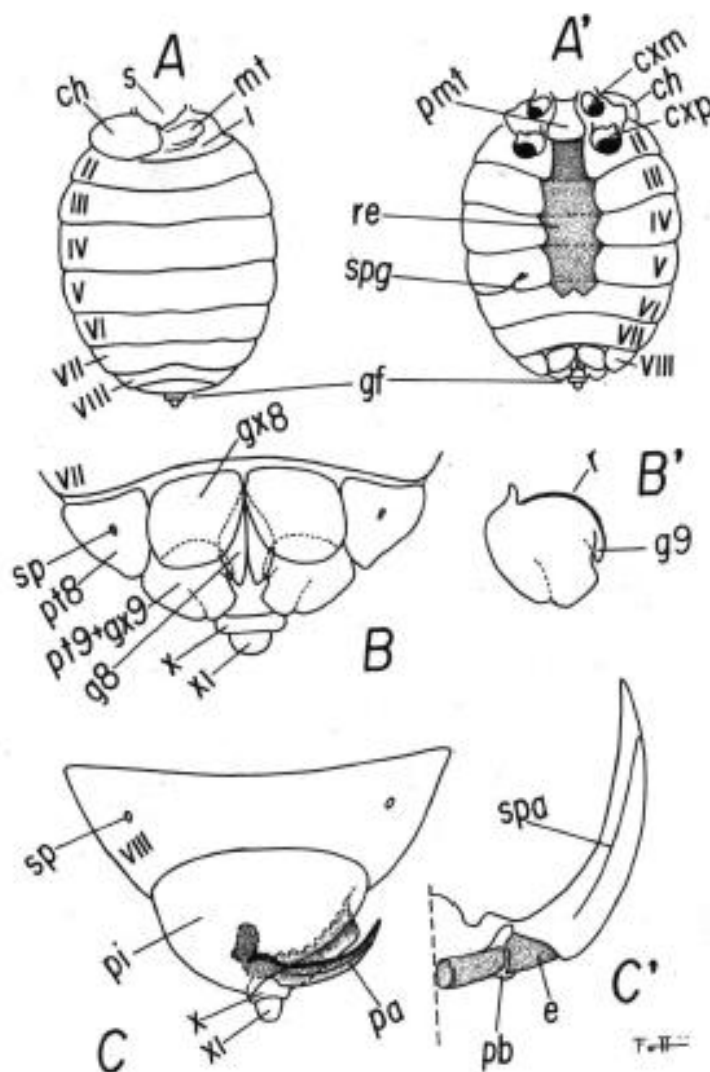 A
s
ch
mt
I
II
III
IV
V
VI
VII
VIII
A'
cxm
ch
cxp
pmt
II
III
re
IV
spg
V
VI
VII
VIII
gf
gx8
VII
sp
pt8
pt9+gx9
g8
X
XI
B
r
B'
g9
sp
VIII
pi
X
XI
pa
C
spa
C'
pb
e